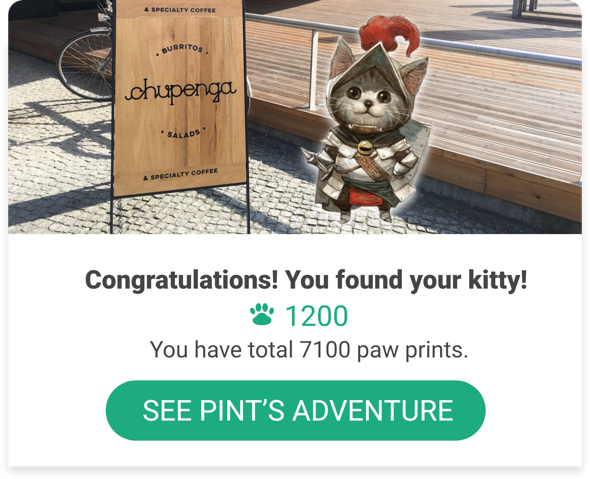 & SPECIALTY COFFEE
• BURRITOS •
chupenga
• SALADS •
& SPECIALTY COFFEE
Congratulations! You found your kitty!
1200
You have total 7100 paw prints.
SEE PINT’S ADVENTURE